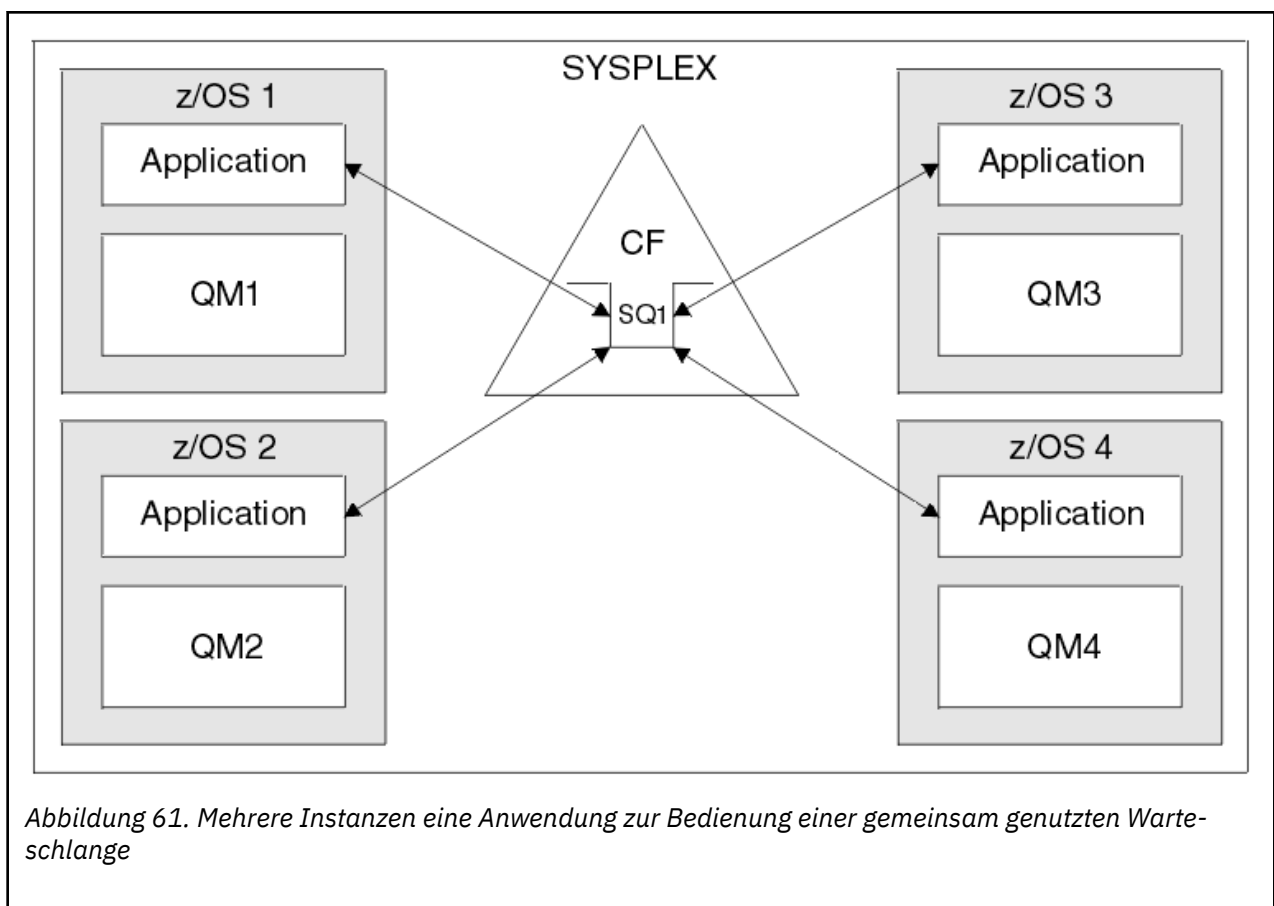 SYSPLEX
z/OS 1
Application
QM1
z/OS 2
Application
QM2
CF
SQ1
z/OS 3
Application
QM3
z/OS 4
Application
QM4
Abbildung 61. Mehrere Instanzen eine Anwendung zur Bedienung einer gemeinsam genutzten Warte-
schlange